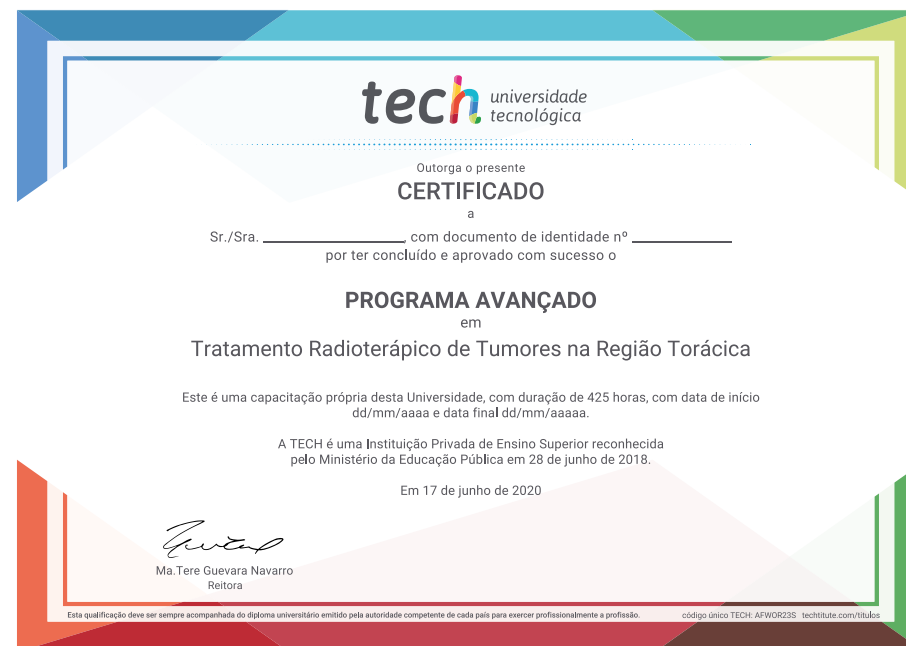 tech universidade
tecnológica
Outorga o presente
CERTIFICADO
a
Sr./Sra. ____________________, com documento de identidade nº ______________
por ter concluído e aprovado com sucesso o
PROGRAMA AVANÇADO
em
Tratamento Radioterápico de Tumores na Região Torácica
Este é uma capacitação própria desta Universidade, com duração de 425 horas, com data de início
dd/mm/aaaa e data final dd/mm/aaaaa.
A TECH é uma Instituição Privada de Ensino Superior reconhecida
pelo Ministério da Educação Pública em 28 de junho de 2018.
Em 17 de junho de 2020
Ma.Tere Guevara Navarro
Reitora
Esta qualificação deve ser sempre acompanhada do diploma universitário emitido pela autoridade competente de cada país para exercer profissionalmente a profissão.
código único TECH: AFWOR23S techtitute.com/titulos